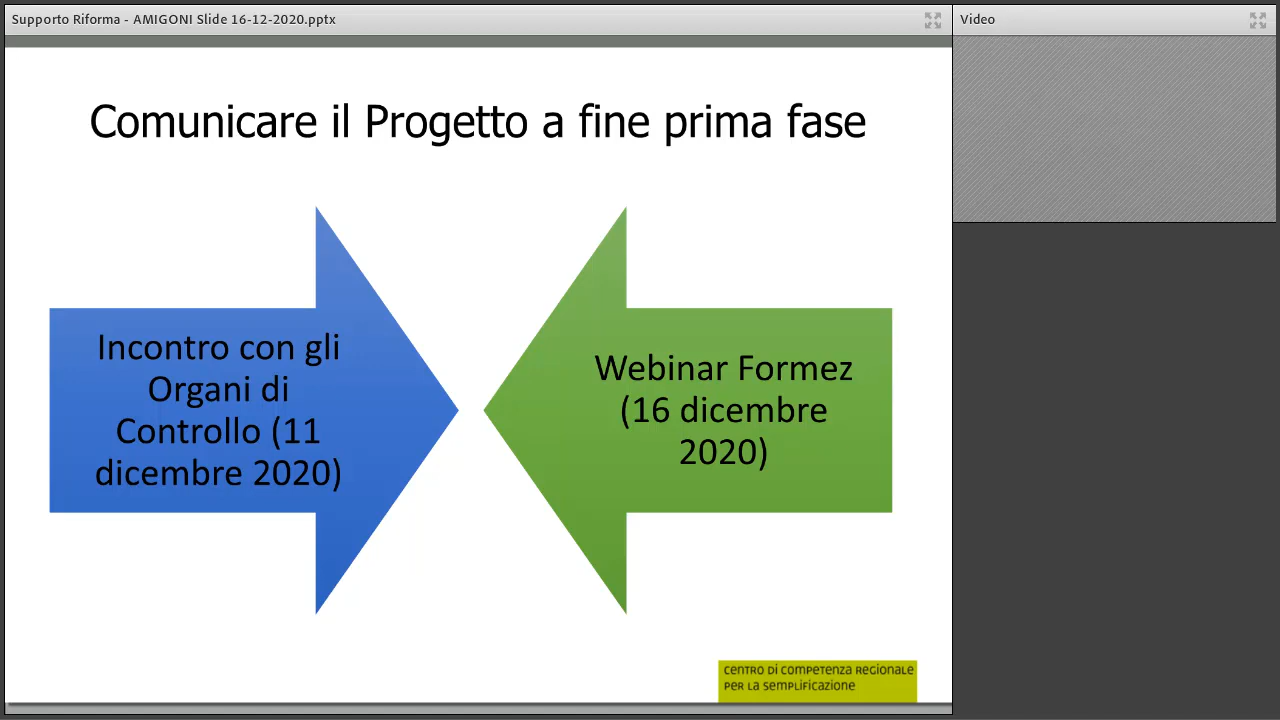 Supporto Riforma - AMIGONI Slide 16-12-2020.pptx
Video
Comunicare il Progetto a fine prima fase
Incontro con gli
Organi di
Controllo (11
dicembre 2020)
Webinar Formez
(16 dicembre
2020)
CENTRO DI COMPETENZA REGIONALE
PER LA SEMPLIFICAZIONE